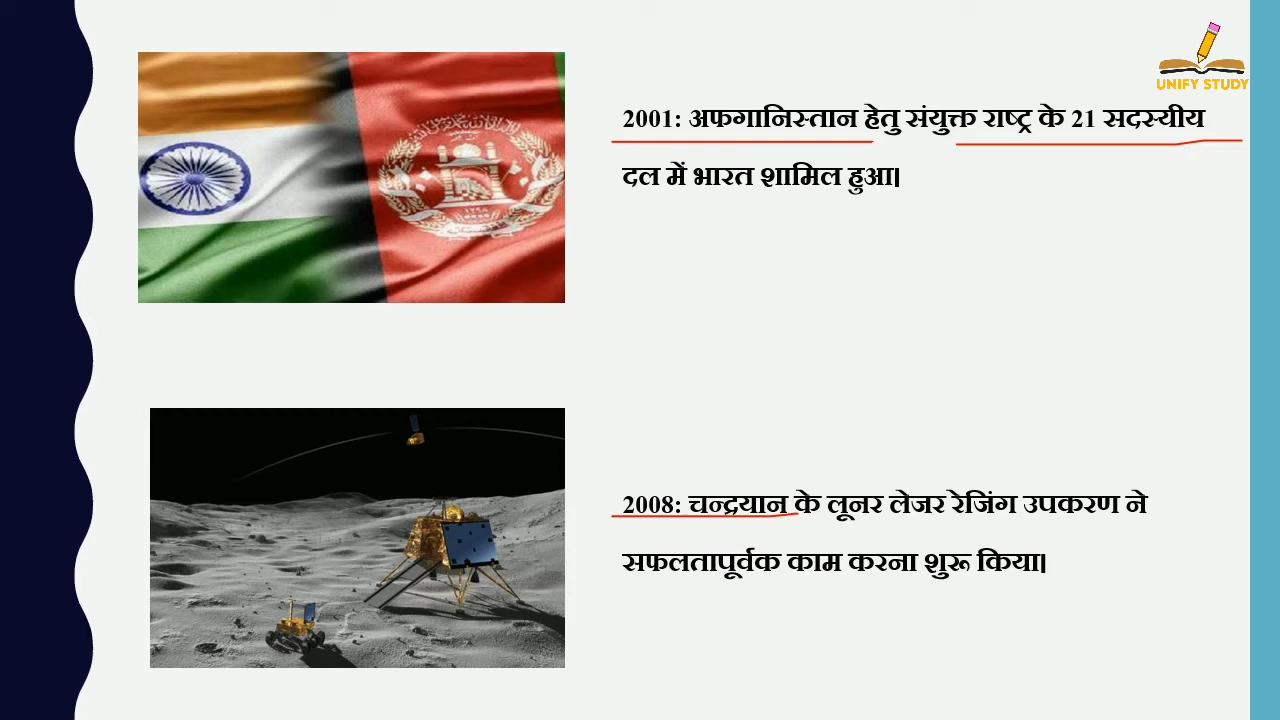 UNIFY STUDY
2001: अफगानिस्तान हेतु संयुक्त राष्ट्र के 21 सदस्यीय
दल में भारत शामिल हुआ।
2008: चन्द्रयान के लूनर लेजर रेजिंग उपकरण ने
सफलतापूर्वक काम करना शुरू किया।